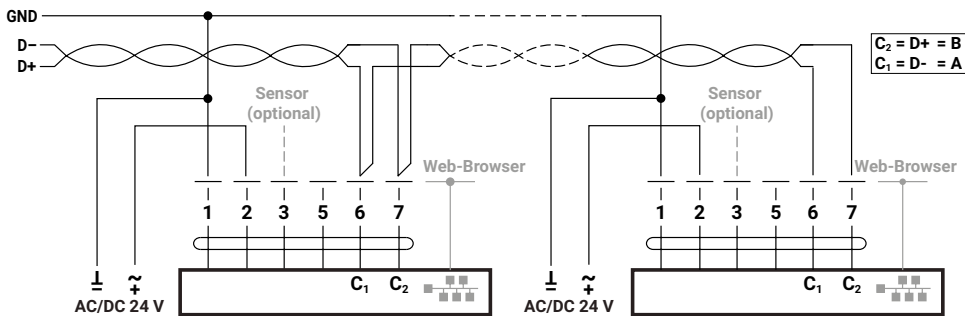 GND
D−
D+
C₂ = D+ = B
C₁ = D- = A
Sensor
(optional)
Sensor
(optional)
Web-Browser
Web-Browser
1 2 3 5 6 7
1 2 3 5 6 7
⊥ ~
= +
⊥ ~
= +
C₁ C₂
C₁ C₂
AC/DC 24 V
AC/DC 24 V